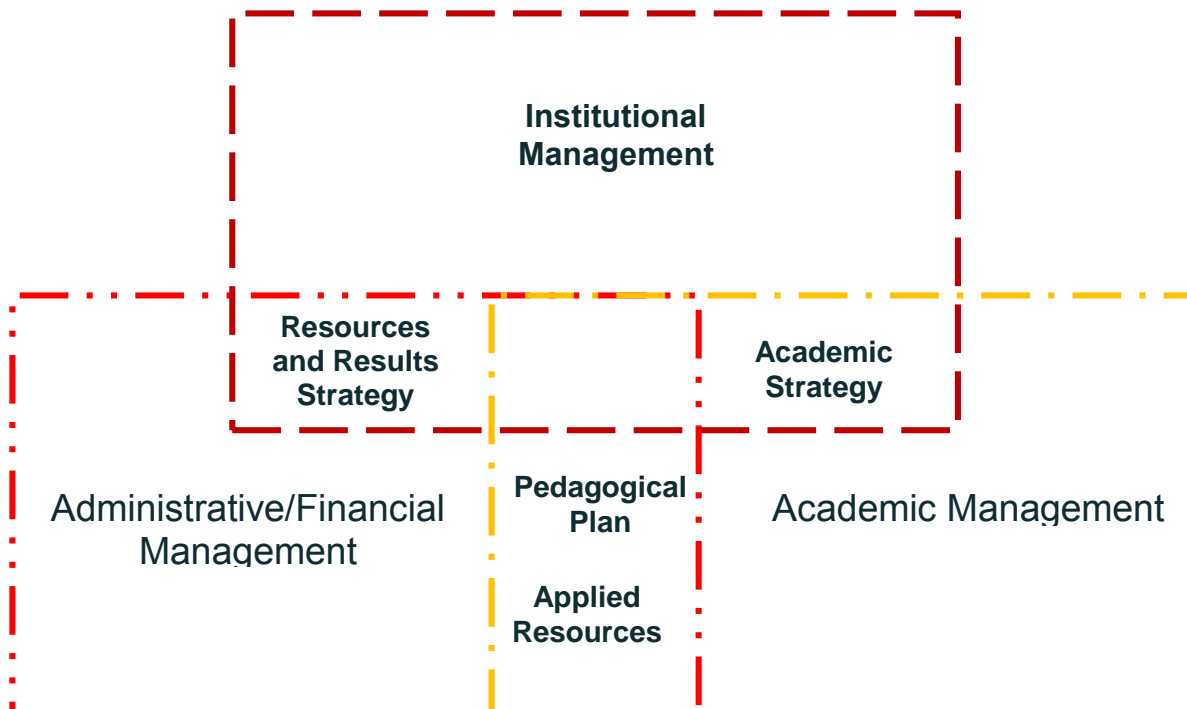 Institutional
Management
Resources
and Results
Strategy
Academic
Strategy
Administrative/Financial
Management
Pedagogical
Plan
Applied
Resources
Academic Management